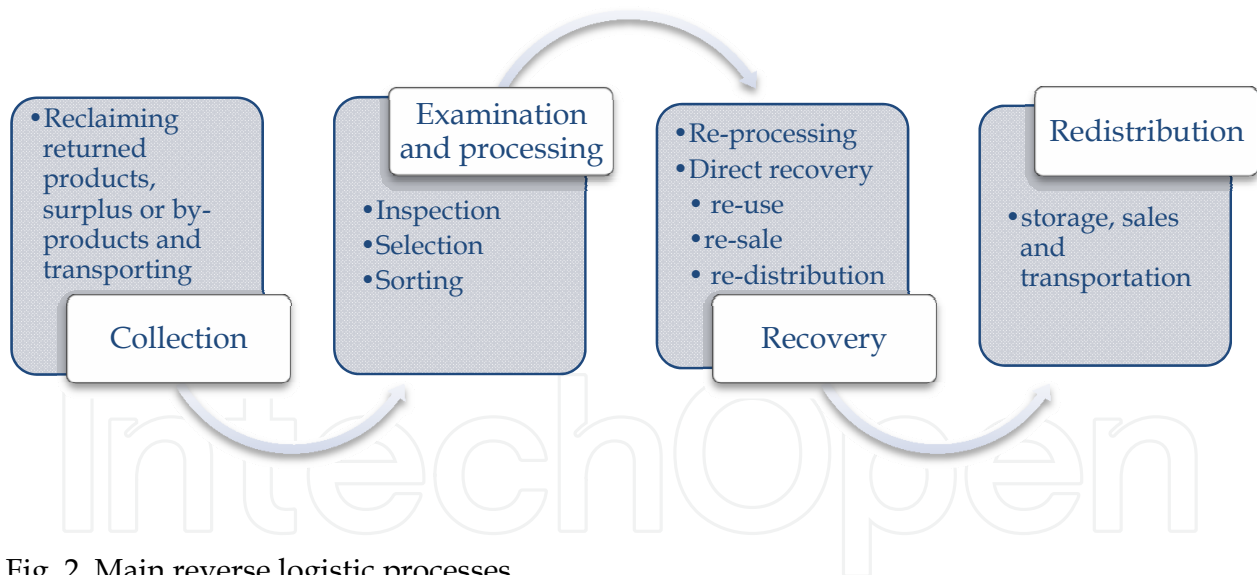 •Reclaiming
returned
products,
surplus or by-
products and
transporting
Collection
Examination
and processing
•Inspection
•Selection
•Sorting
•Re-processing
•Direct recovery
• re-use
•re-sale
• re-distribution
Recovery
Redistribution
•storage, sales
and
transportation
IntechOpen
Fig. 2. Main reverse logistic processes